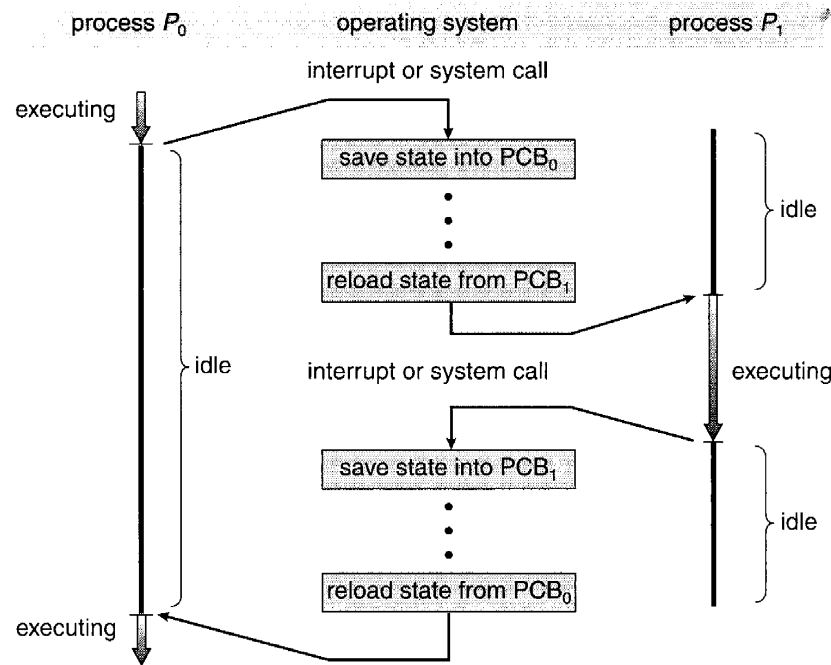 process P₀ operating system process P₁
interrupt or system call
executing
save state into PCB₀
idle
reload state from PCB₁
idle
interrupt or system call
executing
save state into PCB₁
idle
reload state from PCB₀
executing